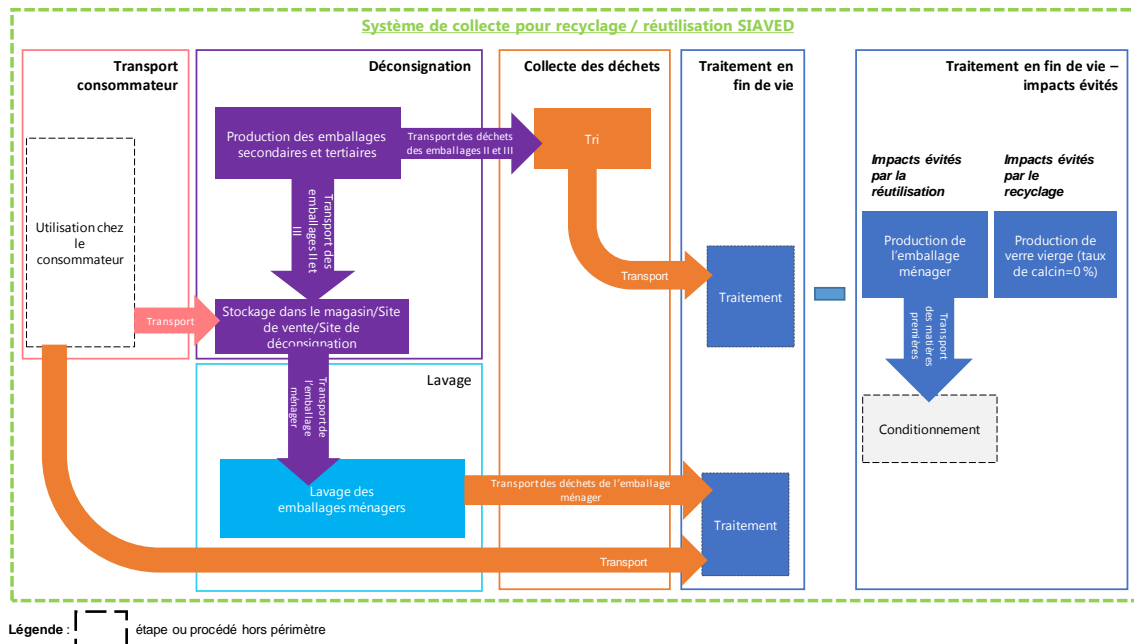 Système de collecte pour recyclage / réutilisation SIAVED
Transport
consommateur
Déconsignation
Collecte des déchets
Traitement en
fin de vie
Traitement en fin de vie –
impacts évités
Production des emballages
secondaires et tertiaires
Transport des déchets
des emballages II et III
Tri
Impacts évités
par la
réutilisation
Impacts évités
par le
recyclage
Utilisation chez
le
consommateur
Transport des
emballages II et
III
Transport
Traitement
Production de
l'emballage
ménager
Production de
verre vierge (taux
de calcin=0 %)
Transport
Stockage dans le magasin/Site
de vente/Site de
déconsignation
Transport
des matières
premières
Lavage
Transport de
l'emballage
ménager
Conditionnement
Lavage des
emballages ménagers
Transport des déchets de l'emballage
ménager
Traitement
Transport
Légende :
étape ou procédé hors périmètre